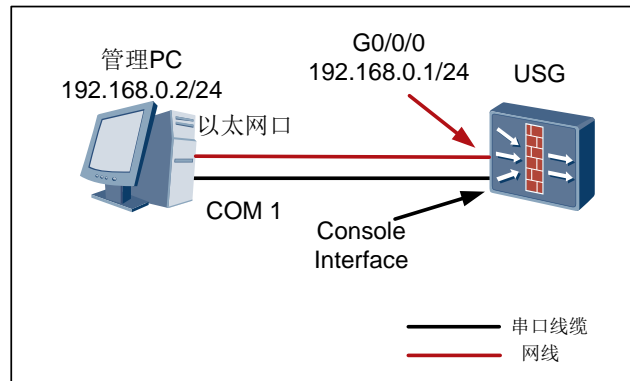 G0/0/0
192.168.0.1/24
USG
管理PC
192.168.0.2/24
以太网口
COM 1
Console
Interface
串口线缆
网线